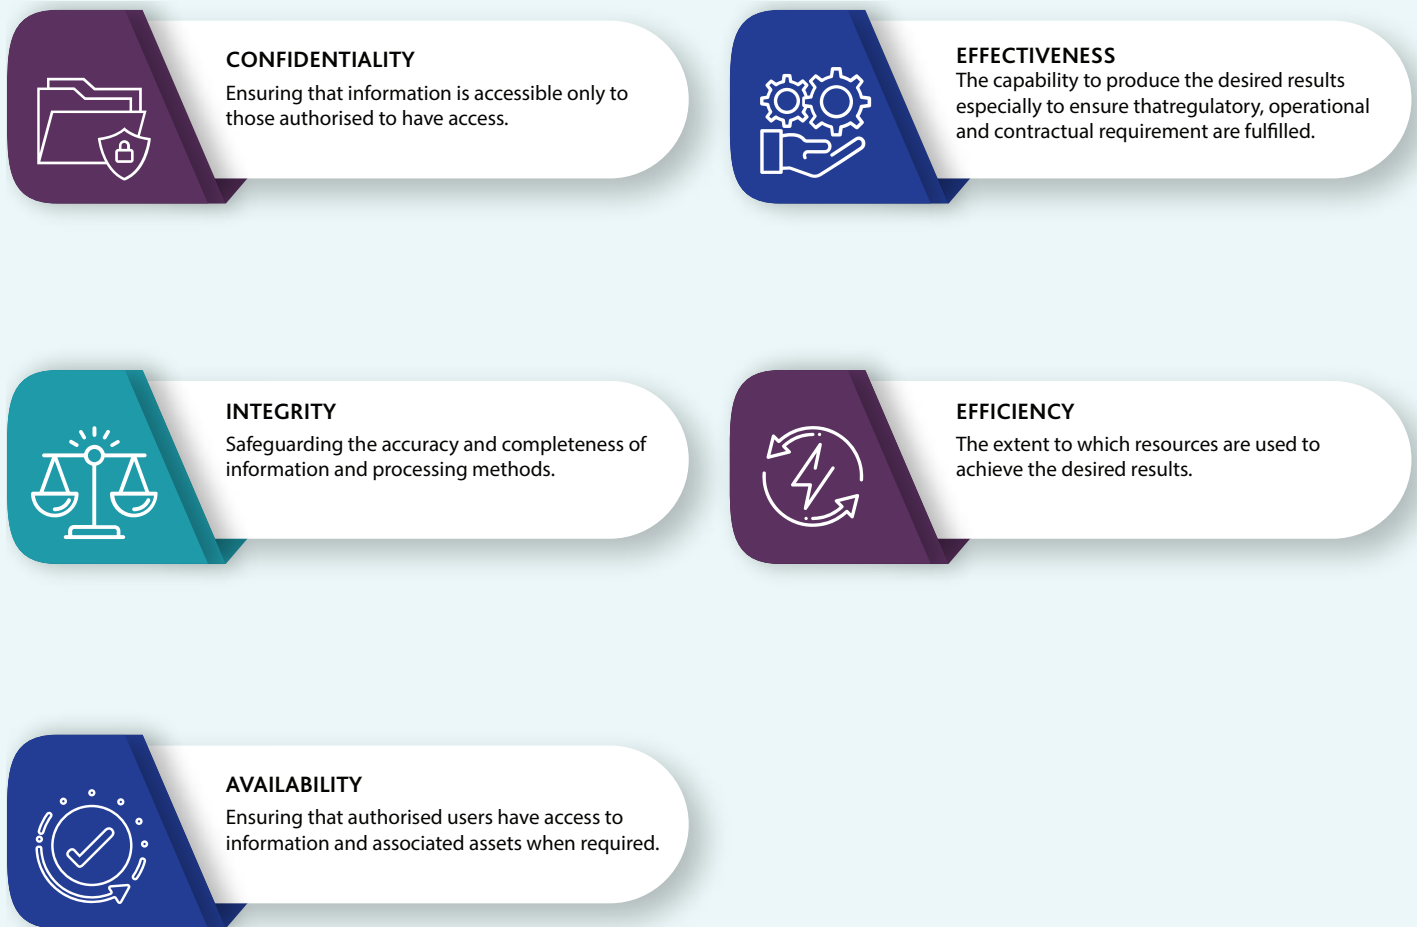 CONFIDENTIALITY
Ensuring that information is accessible only to
those authorised to have access.
EFFECTIVENESS
The capability to produce the desired results
especially to ensure thatregulatory, operational
and contractual requirement are fulfilled.
INTEGRITY
Safeguarding the accuracy and completeness of
information and processing methods.
EFFICIENCY
The extent to which resources are used to
achieve the desired results.
AVAILABILITY
Ensuring that authorised users have access to
information and associated assets when required.